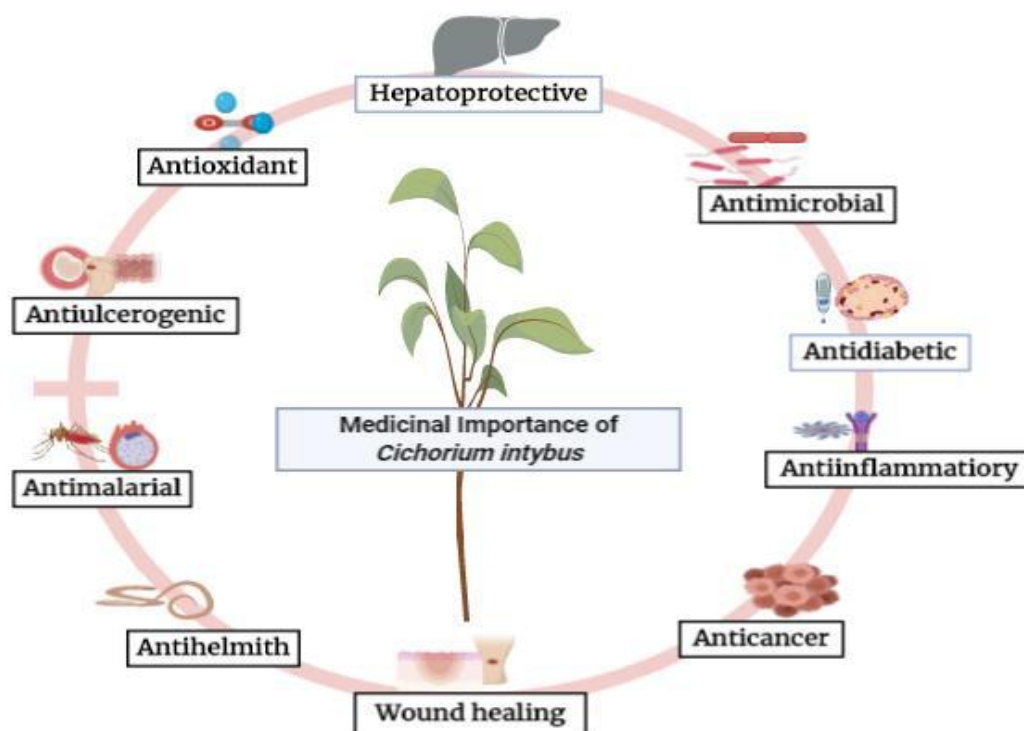 Hepatoprotective
Antioxidant
Antimicrobial
Antiulcerogenic
Antidiabetic
Medicinal Importance of
Cichorium intybus
Antiinflammatiory
Antimalarial
Antihelmith
Anticancer
Wound healing